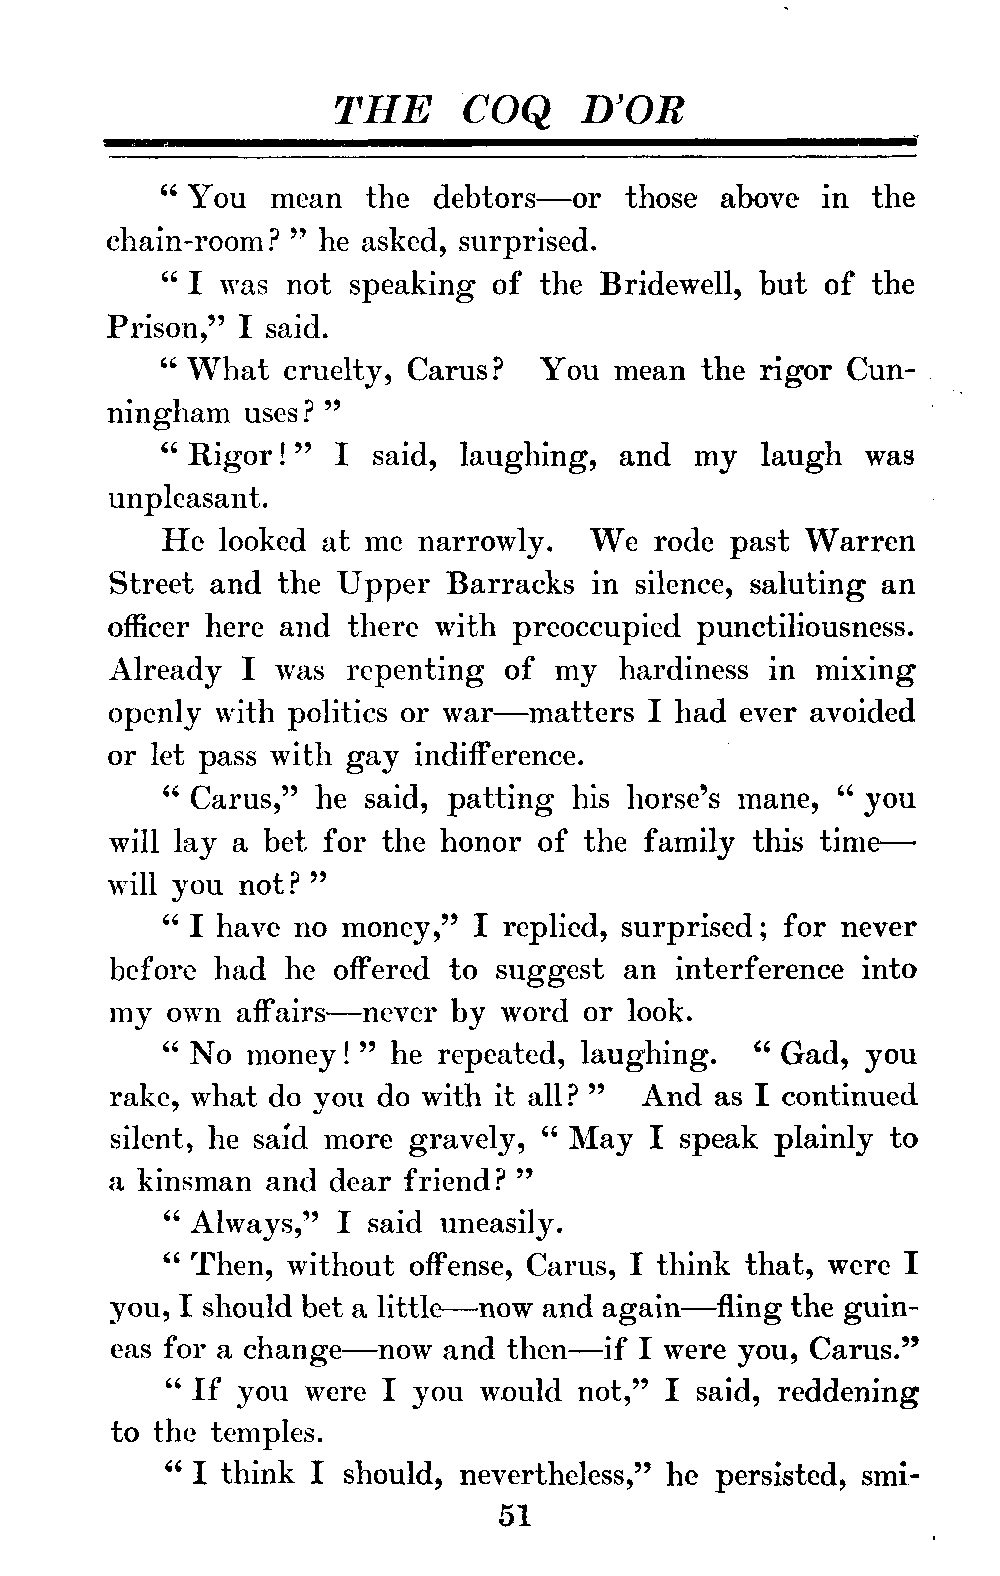 THE COQ D'OR
“ You mean the debtors—or those above in the
chain-room? ” he asked, surprised.
“ I was not speaking of the Bridewell, but of the
Prison,” I said.
“ What cruelty, Carus? You mean the rigor Cun-
ningham uses? ”
“ Rigor! ” I said, laughing, and my laugh was
unpleasant.
He looked at me narrowly. We rode past Warren
Street and the Upper Barracks in silence, saluting an
officer here and there with preoccupied punctiliousness.
Already I was repenting of my hardiness in mixing
openly with politics or war—matters I had ever avoided
or let pass with gay indifference.
“ Carus,” he said, patting his horse’s mane, “ you
will lay a bet for the honor of the family this time—
will you not? ”
“ I have no money,” I replied, surprised; for never
before had he offered to suggest an interference into
my own affairs—never by word or look.
“ No money! ” he repeated, laughing. “ Gad, you
rake, what do you do with it all? ” And as I continued
silent, he said more gravely, “ May I speak plainly to
a kinsman and dear friend? ”
“ Always,” I said uneasily.
“ Then, without offense, Carus, I think that, were I
you, I should bet a little—now and again—fling the guin-
eas for a change—now and then—if I were you, Carus.”
“ If you were I you would not,” I said, reddening
to the temples.
“ I think I should, nevertheless,” he persisted, smi-
51